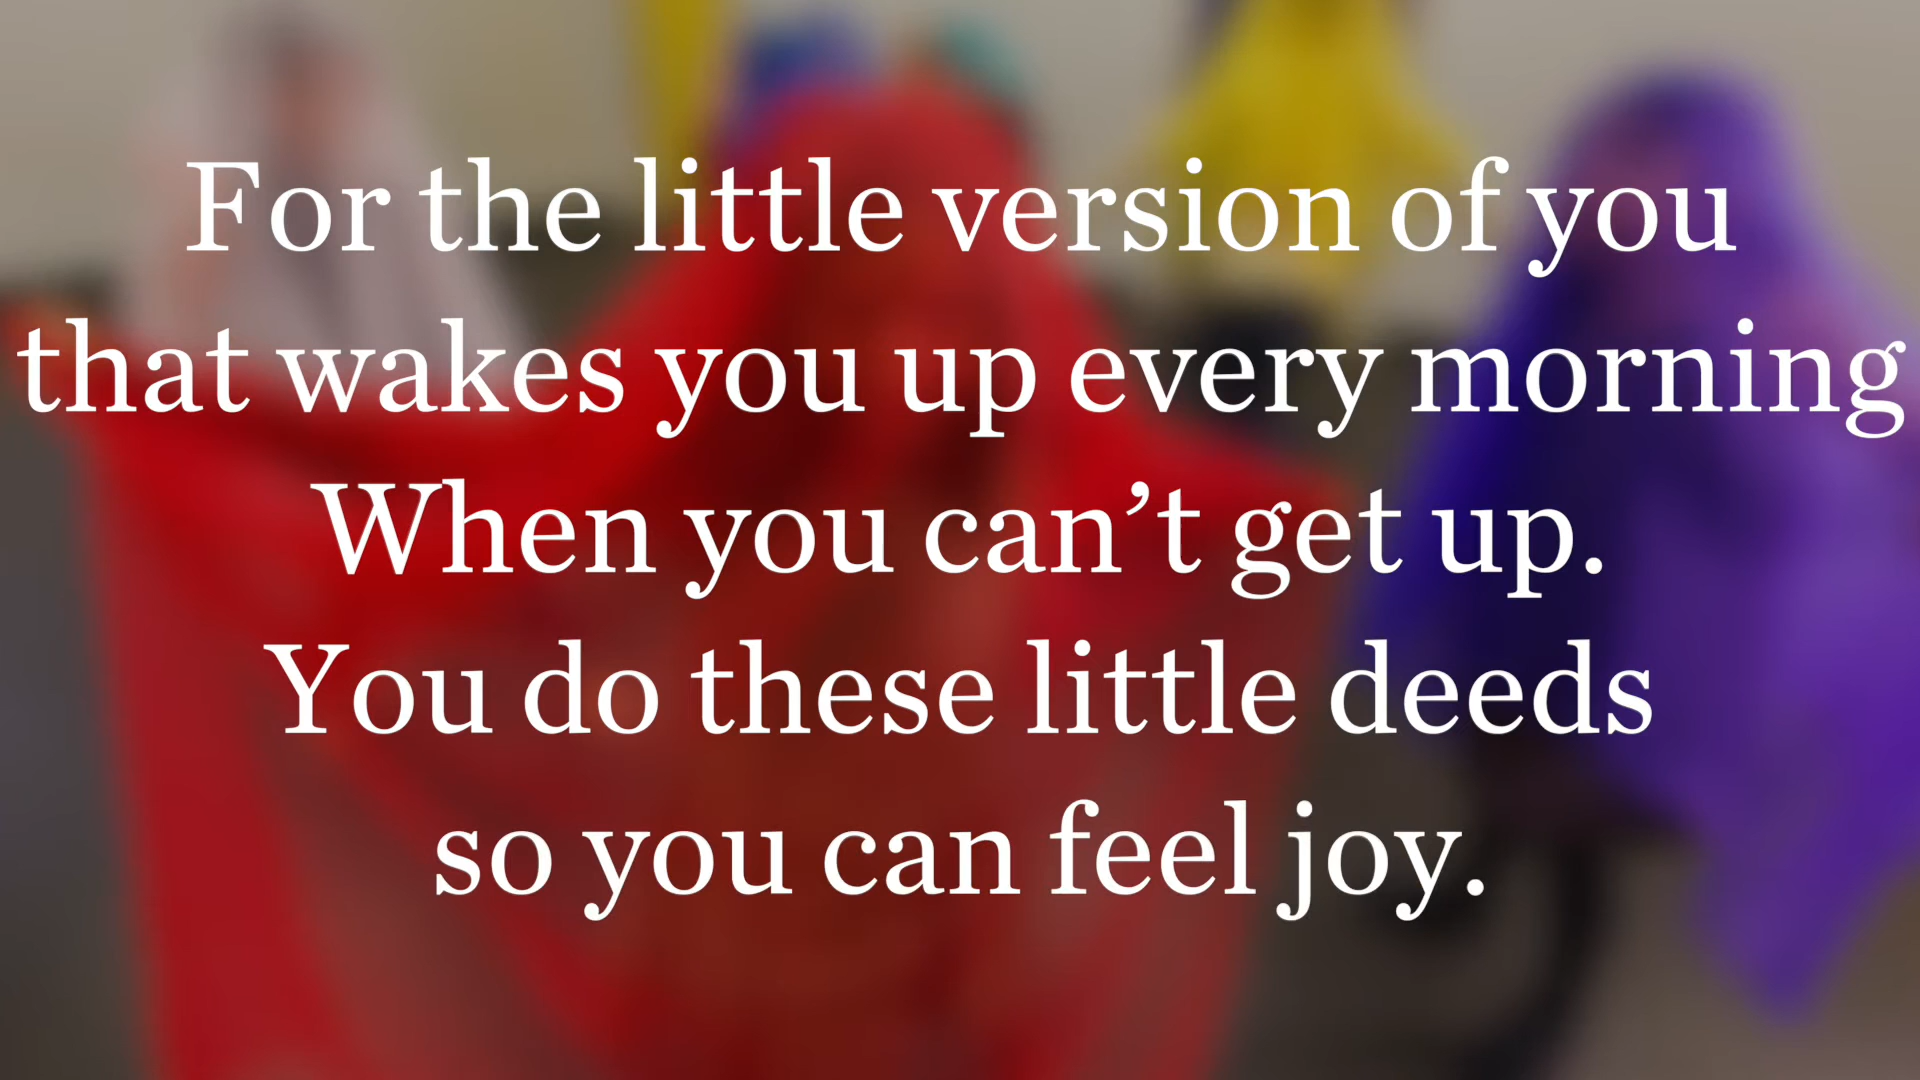 For the little version of you
that wakes you up every morning
When you can’t get up.
You do these little deeds
so you can feel joy.